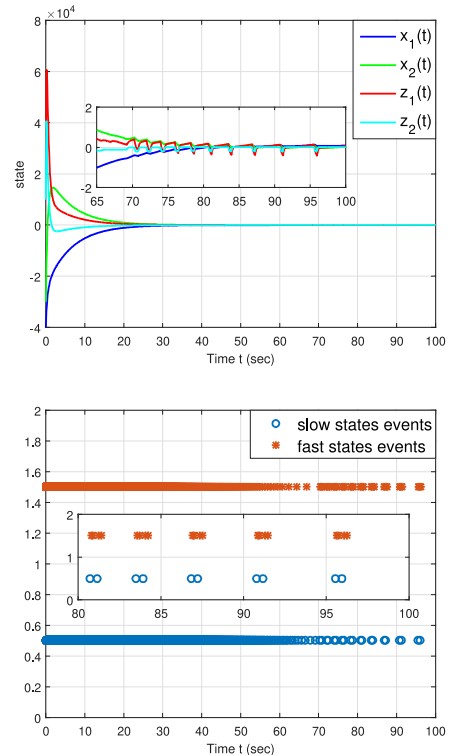 ×10⁴
8
6
4
2
0
-2
-4
state
x₁(t)
x₂(t)
z₁(t)
z₂(t)
2
0
-2
65 70 75 80 85 90 95 100
0 10 20 30 40 50 60 70 80 90 100
Time t (sec)
2
1.8
1.6
1.4
1.2
1
0.8
0.6
0.4
0.2
0
slow states events
fast states events
2
1
0
80 85 90 95 100
0 10 20 30 40 50 60 70 80 90 100
Time t (sec)